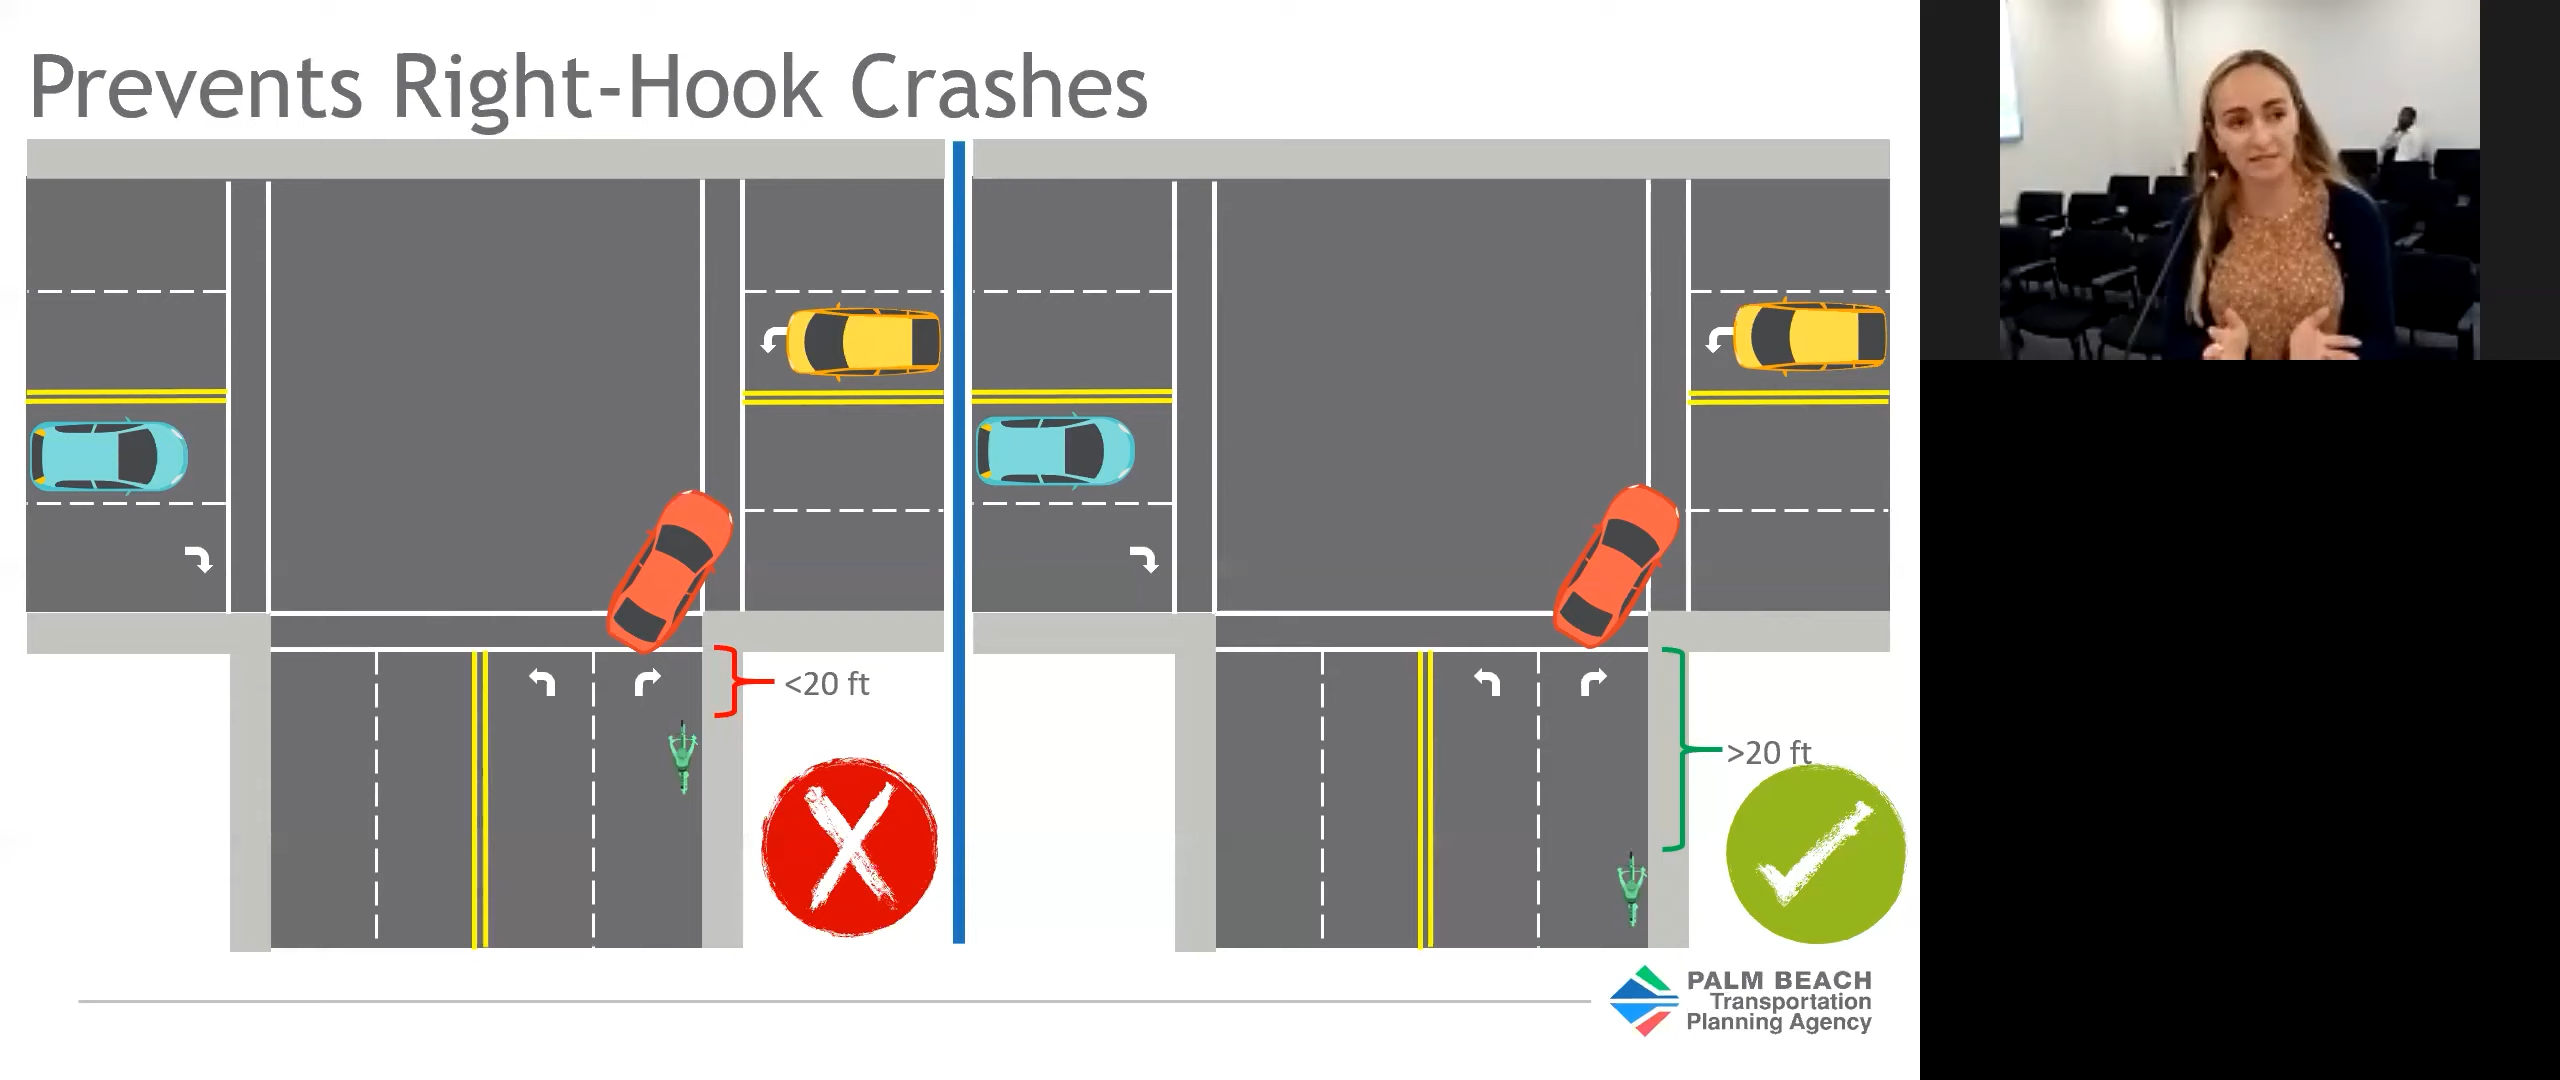 Prevents Right-Hook Crashes
<20 ft
>20 ft
PALM BEACH
Transportation
Planning Agency